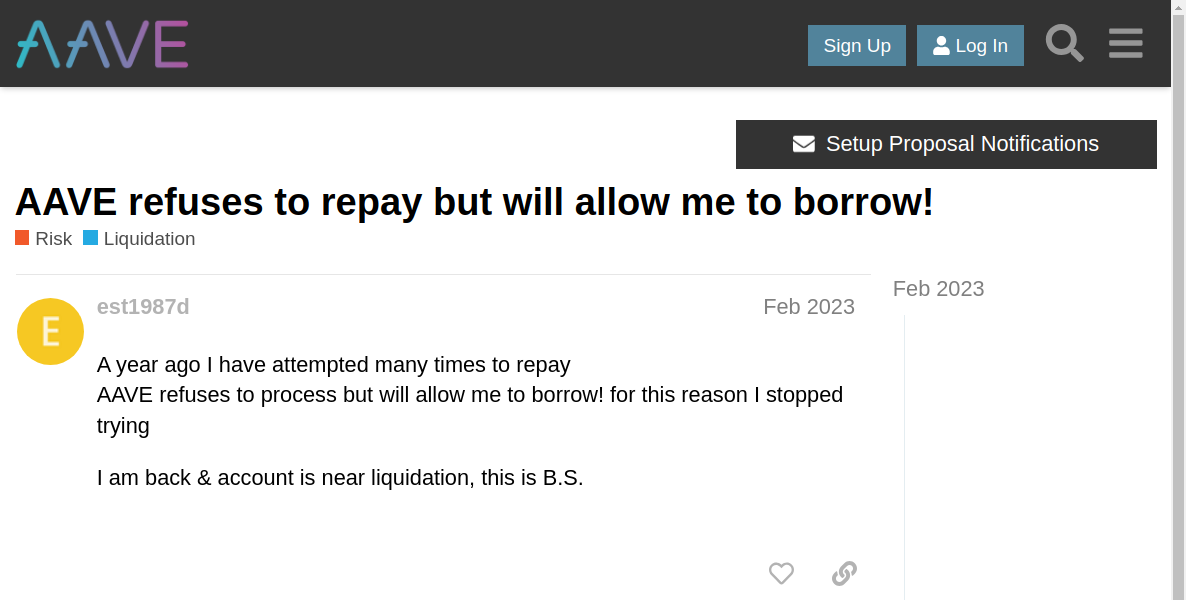 AAVE
Sign Up
Log In
Setup Proposal Notifications
AAVE refuses to repay but will allow me to borrow!
Risk Liquidation
Feb 2023
E
est1987d
Feb 2023
A year ago I have attempted many times to repay
AAVE refuses to process but will allow me to borrow! for this reason I stopped
trying
I am back & account is near liquidation, this is B.S.